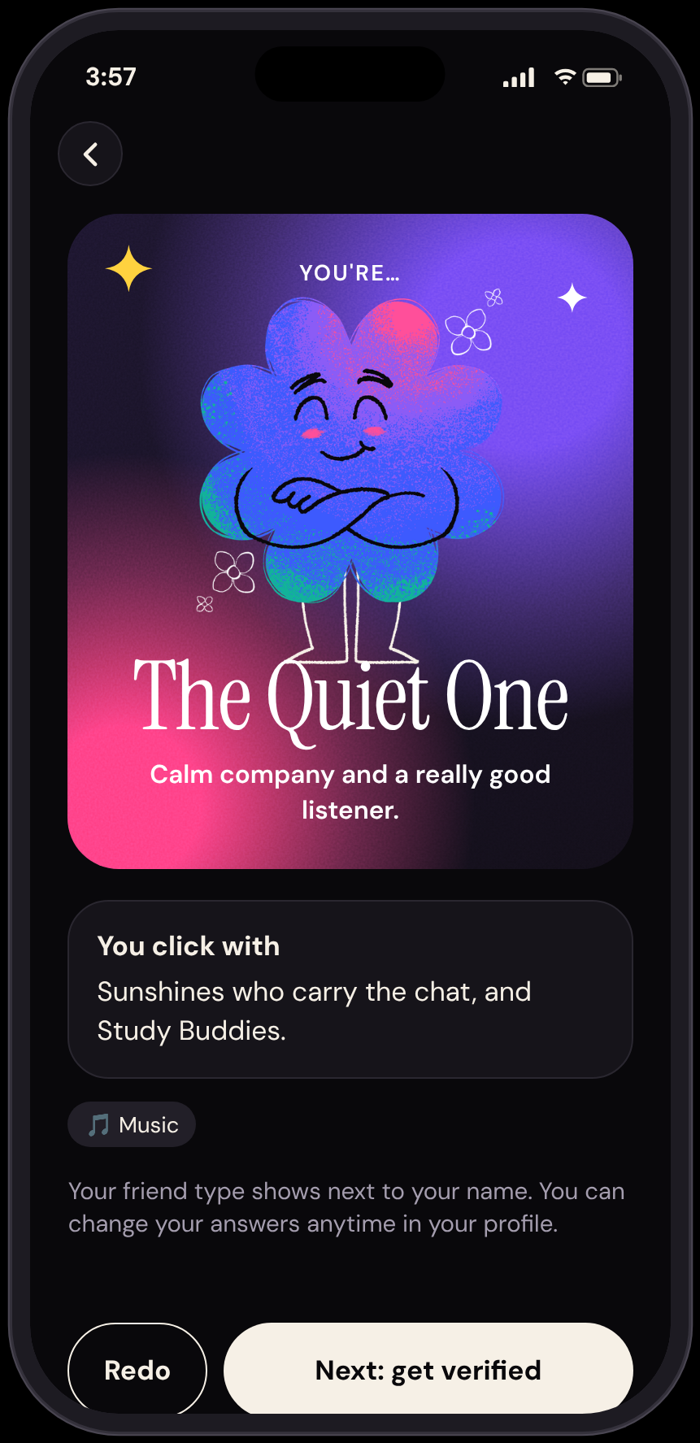 3:57
YOU'RE...
The Quiet One
Calm company and a really good
listener.
You click with
Sunshines who carry the chat, and
Study Buddies.
🎵 Music
Your friend type shows next to your name. You can
change your answers anytime in your profile.
Redo
Next: get verified